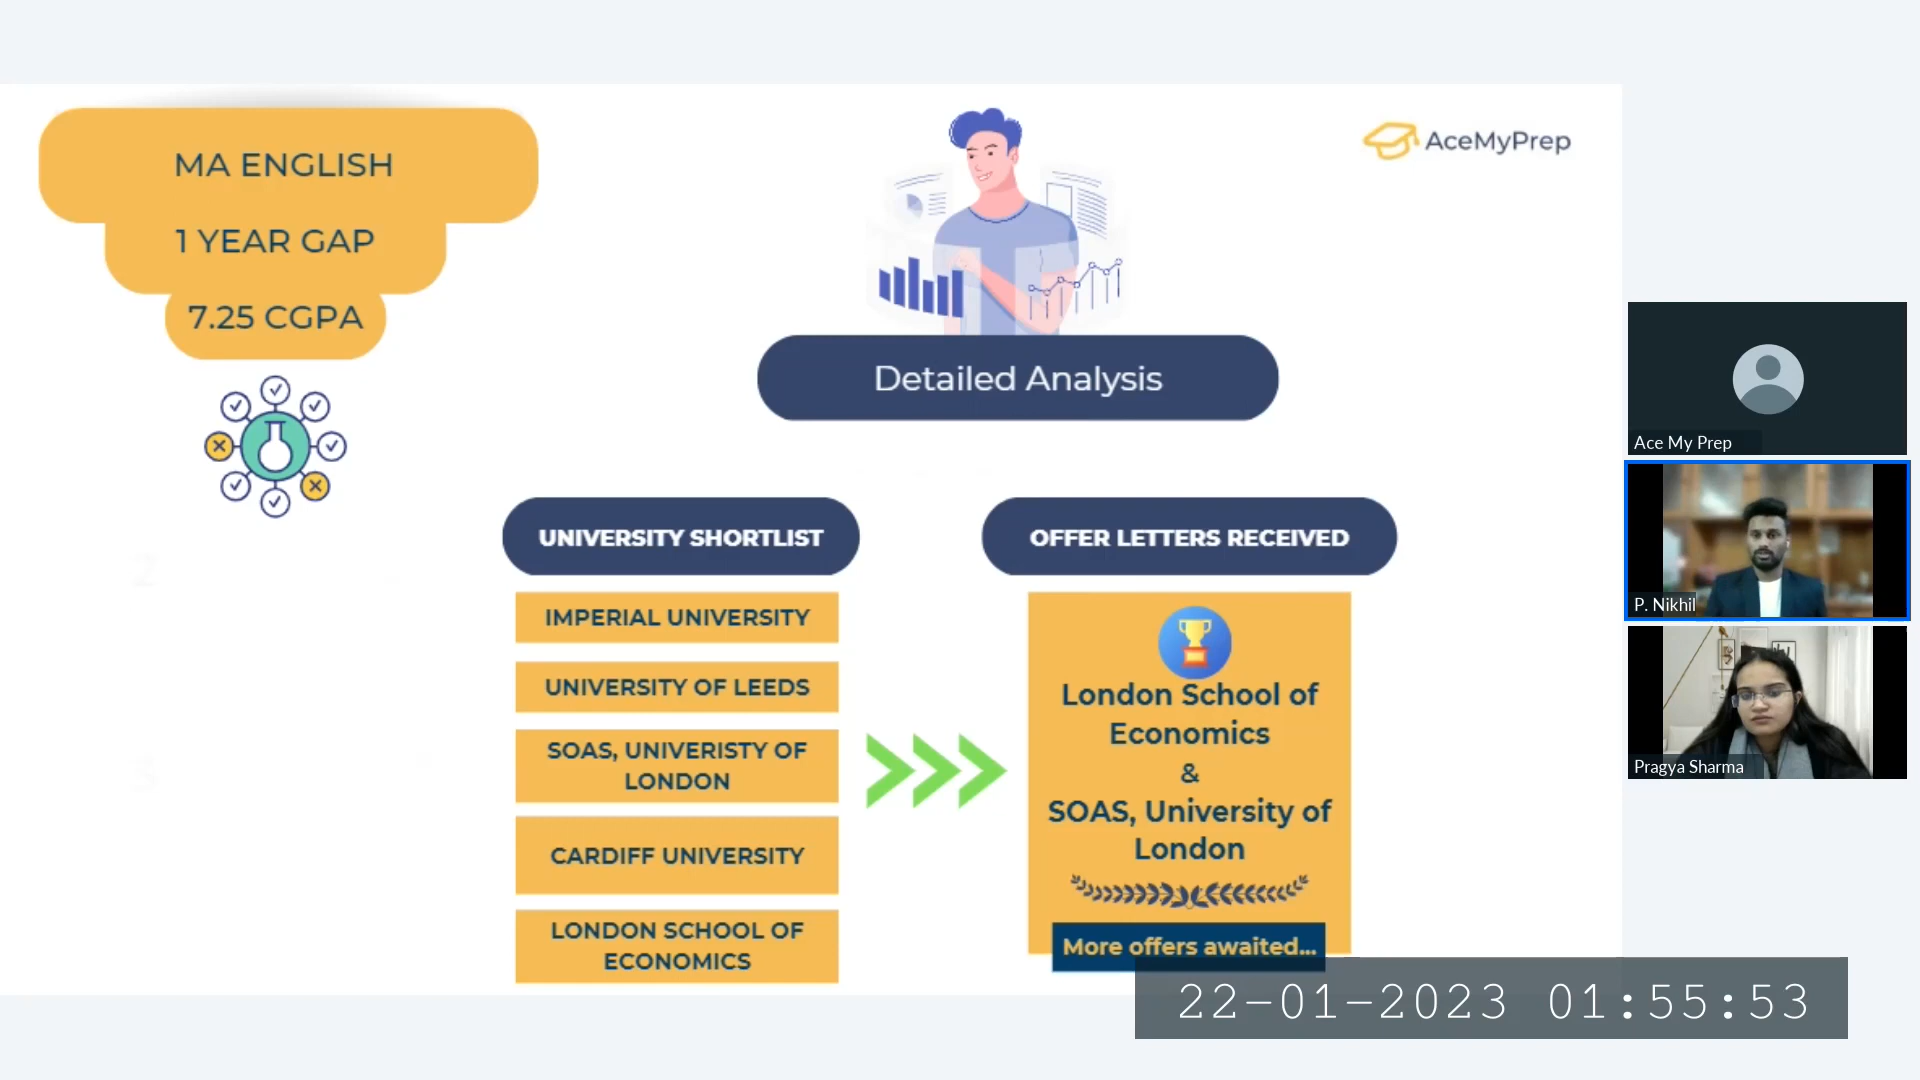 MA ENGLISH
1 YEAR GAP
7.25 CGPA
AceMyPrep
Detailed Analysis
UNIVERSITY SHORTLIST
IMPERIAL UNIVERSITY
UNIVERSITY OF LEEDS
SOAS, UNIVERISTY OF
LONDON
CARDIFF UNIVERSITY
LONDON SCHOOL OF
ECONOMICS
OFFER LETTERS RECEIVED
London School of
Economics
&
SOAS, University of
London
More offers awaited...
Ace My Prep
P. Nikhil
Pragya Sharma
22-01-2023 01:55:53